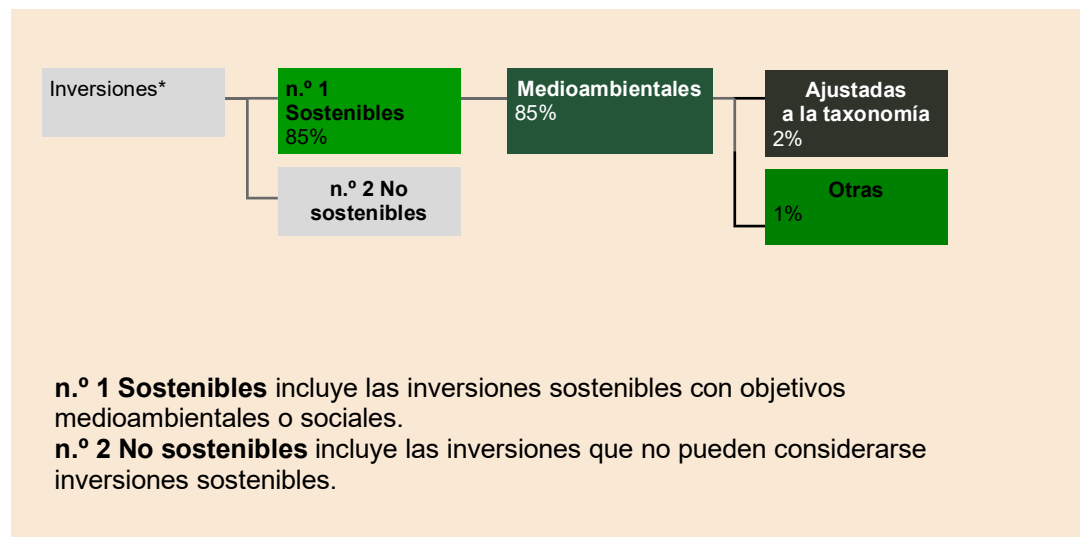 Inversiones*
n.º 1
Sostenibles
85%
Medioambientales
85%
Ajustadas
a la taxonomía
2%
n.º 2 No
sostenibles
Otras
1%
n.º 1 Sostenibles incluye las inversiones sostenibles con objetivos
medioambientales o sociales.
n.º 2 No sostenibles incluye las inversiones que no pueden considerarse
inversiones sostenibles.